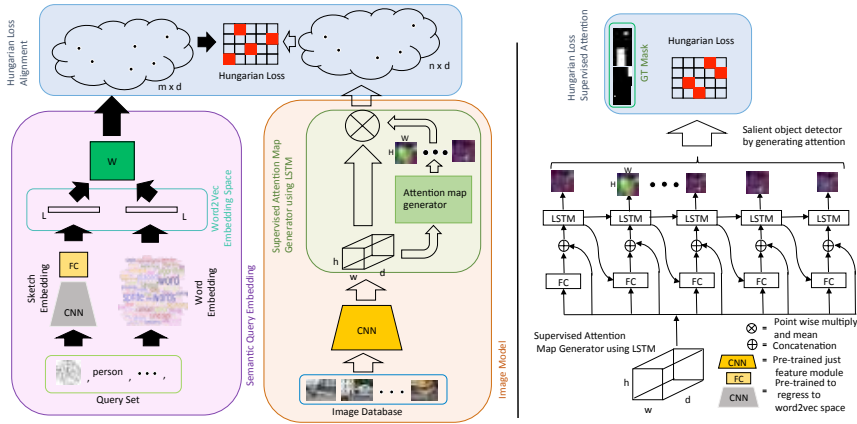 Hungarian Loss
Alignment
m x d
Hungarian Loss
n x d
Semantic Query Embedding
W
L
L
Word2Vec
Embedding Space
FC
CNN
Sketch
Embedding
word
Word
Embedding
, person , • • • ,
Query Set
Image Model
Supervised Attention Map
Generator using LSTM
W
H
• • •
Attention map
generator
h
w
d
CNN
• • •
Image Database
Hungarian Loss
Supervised Attention
GT Mask
Hungarian Loss
Salient object detector
by generating attention
W
H
• • •
LSTM
LSTM
LSTM
LSTM
LSTM
FC
FC
FC
FC
FC
Supervised Attention
Map Generator using LSTM
h
w
d
= Point wise multiply
and mean
= Concatenation
CNN = Pre-trained just
feature module
FC
CNN
= Pre-trained to
regress to
word2vec space